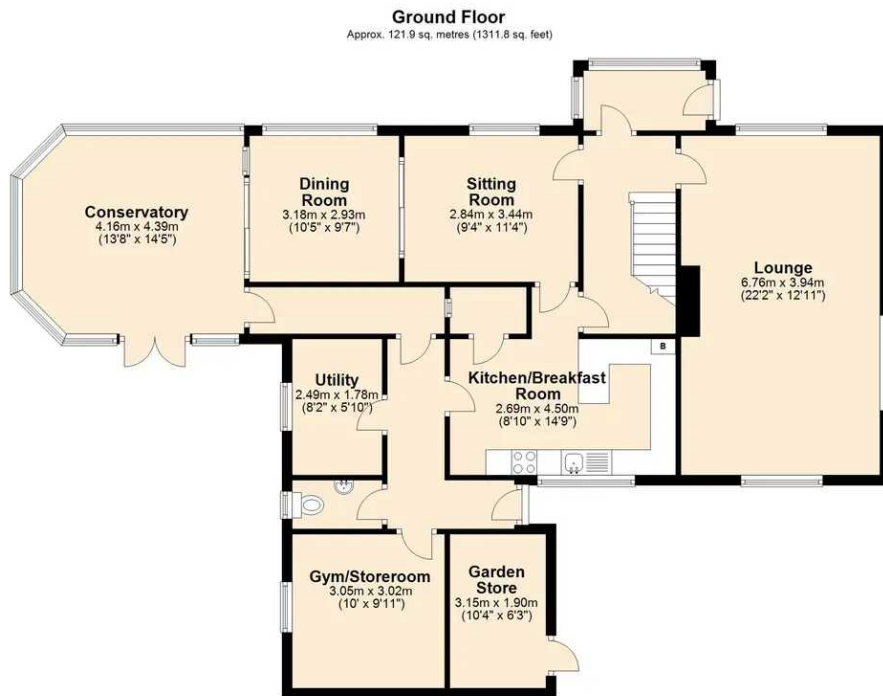 Ground Floor
Approx. 121.9 sq. metres (1311.8 sq. feet)
Conservatory
4.16m x 4.39m
(13'8" x 14'5")
Dining
Room
3.18m x 2.93m
(10'5" x 9'7")
Sitting
Room
2.84m x 3.44m
(9'4" x 11'4")
Lounge
6.76m x 3.94m
(22'2" x 12'11")
B
Utility
2.49m x 1.78m
(8'2" x 5'10")
Kitchen/Breakfast
Room
2.69m x 4.50m
(8'10" x 14'9")
Gym/Storeroom
3.05m x 3.02m
(10' x 9'11")
Garden
Store
3.15m x 1.90m
(10'4" x 6'3")